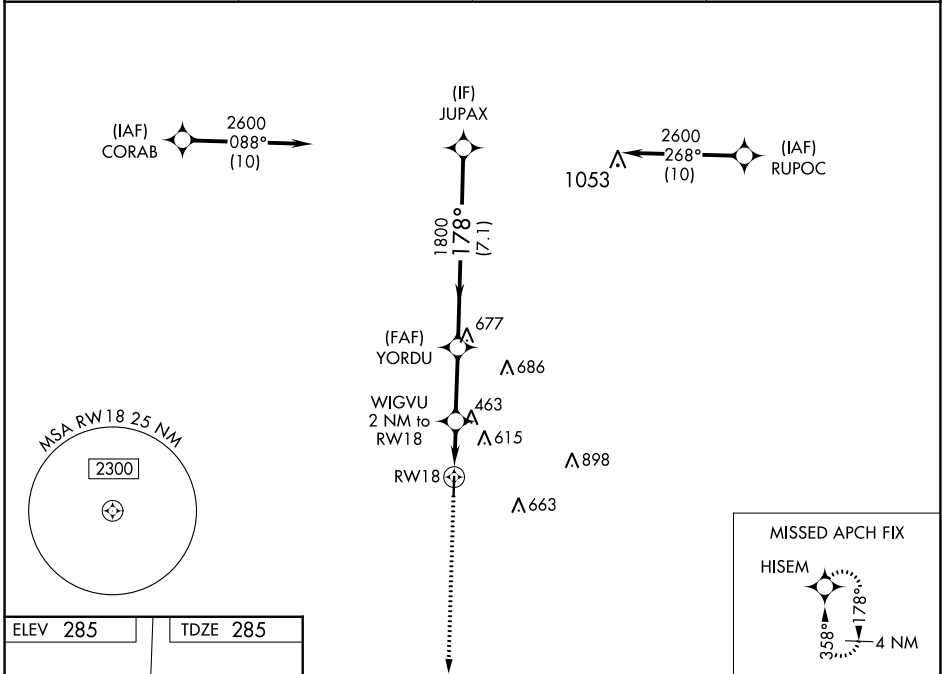 (IF)
JUPAX
(IAF)
CORAB
2600
088°
(10)
2600
268°
(10)
(IAF)
RUPOC
1053
1800
178°
(7.1)
(FAF)
YORDU
677
686
WIGVU
2 NM to
RW18
463
615
898
RW18
663
MSA RW18 25 NM
2300
MISSED APCH FIX
HISEM
178°
358°
4 NM
ELEV 285
TDZE 285